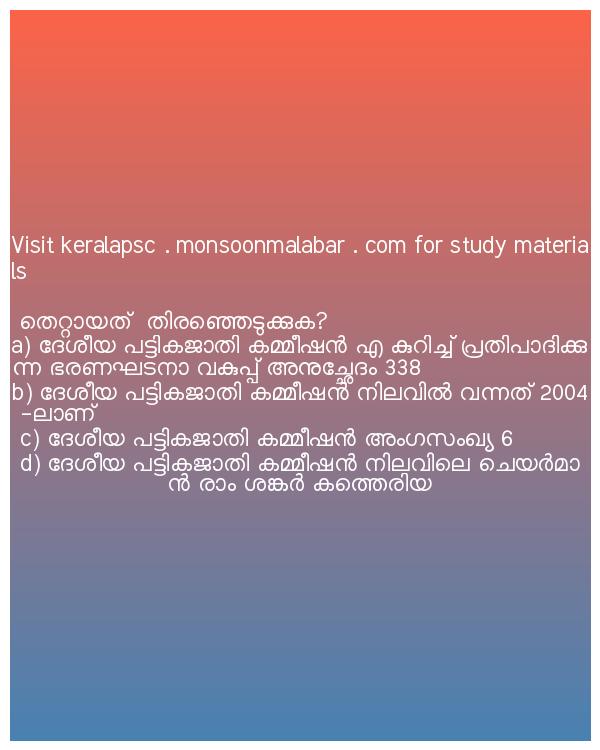 Visit keralapsc . monsoonmalabar . com for study materia
ls
തെറ്റായത് തിരഞ്ഞെടുക്കുക?
a) ദേശീയ പട്ടികജാതി കമ്മീഷൻ എ കുറിച്ച് പ്രതിപാദിക്കു
ന്ന ഭരണഘടനാ വകുപ്പ് അനുച്ഛേദം 338
b) ദേശീയ പട്ടികജാതി കമ്മീഷൻ നിലവിൽ വന്നത് 2004
-ലാണ്
c) ദേശീയ പട്ടികജാതി കമ്മീഷൻ അംഗസംഖ്യ 6
d) ദേശീയ പട്ടികജാതി കമ്മീഷൻ നിലവിലെ ചെയർമാ
ൻ രാം ശങ്കർ കത്തെരിയ